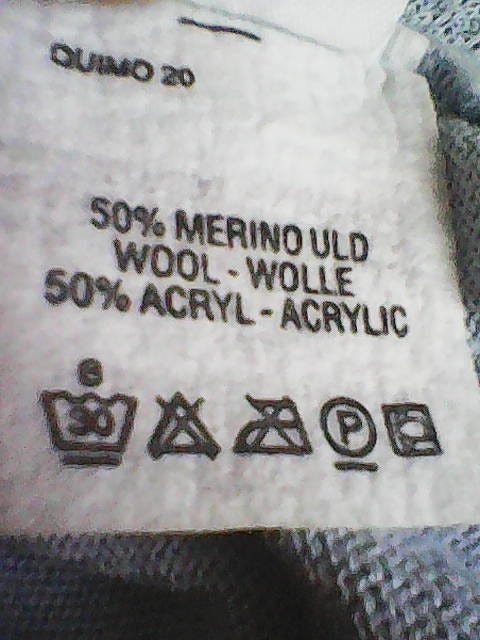 QUIMO 20
50% MERINO ULD
WOOL - WOLLE
50% ACRYL - ACRYLIC
30
P